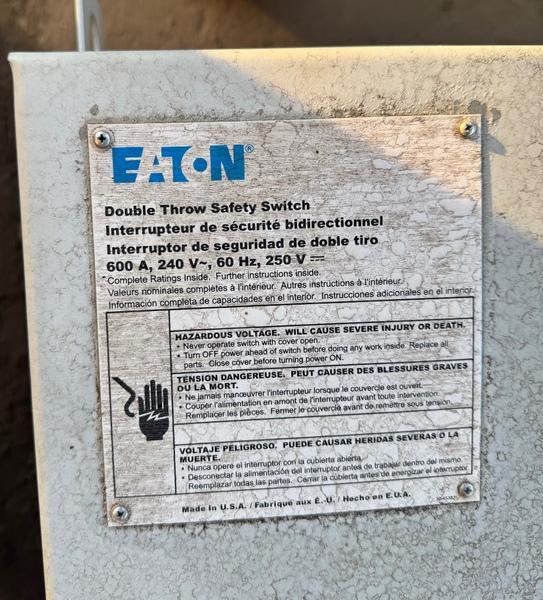 EATON®
Double Throw Safety Switch
Interrupteur de sécurité bidirectionnel
Interruptor de seguridad de doble tiro
600 A, 240 V~, 60 Hz, 250 V ⎓
Complete Ratings Inside. Further instructions inside.
Valeurs nominales complètes à l'intérieur. Autres instructions à l'intérieur.
Información completa de capacidades en el interior. Instrucciones adicionales en el interior.
HAZARDOUS VOLTAGE. WILL CAUSE SEVERE INJURY OR DEATH.
• Never operate switch with cover open.
• Turn OFF power ahead of switch before doing any work inside. Replace all
parts. Close cover before turning power ON.
TENSION DANGEREUSE. PEUT CAUSER DES BLESSURES GRAVES
OU LA MORT.
• Ne jamais manœuvrer l'interrupteur lorsque le couvercle est ouvert.
• Couper l'alimentation en amont de l'interrupteur avant toute intervention.
Remplacer les pièces. Fermer le couvercle avant de remettre sous tension.
VOLTAJE PELIGROSO. PUEDE CAUSAR HERIDAS SEVERAS O LA
MUERTE.
• Nunca opere el interruptor con la cubierta abierta.
• Desconectar la alimentación del interruptor antes de trabajar dentro del mismo.
Reemplazar todas las partes. Cerrar la cubierta antes de energizar el interruptor.
Made in U.S.A. / Fabriqué aux É.-U. / Hecho en E.U.A.